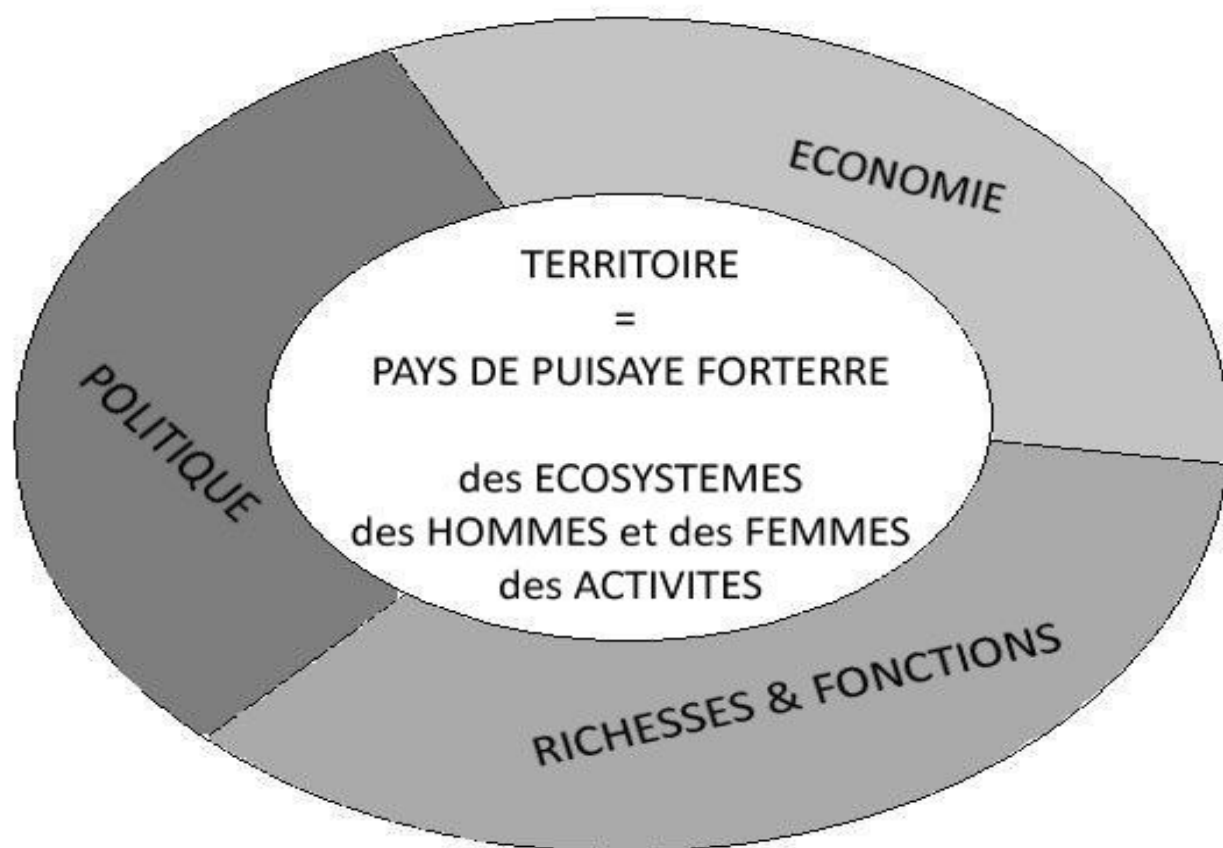 ECONOMIE
TERRITOIRE
=
PAYS DE PUISAYE FORTERRE
des ECOSYSTEMES
des HOMMES et des FEMMES
des ACTIVITES
POLITIQUE
RICHESSES & FONCTIONS